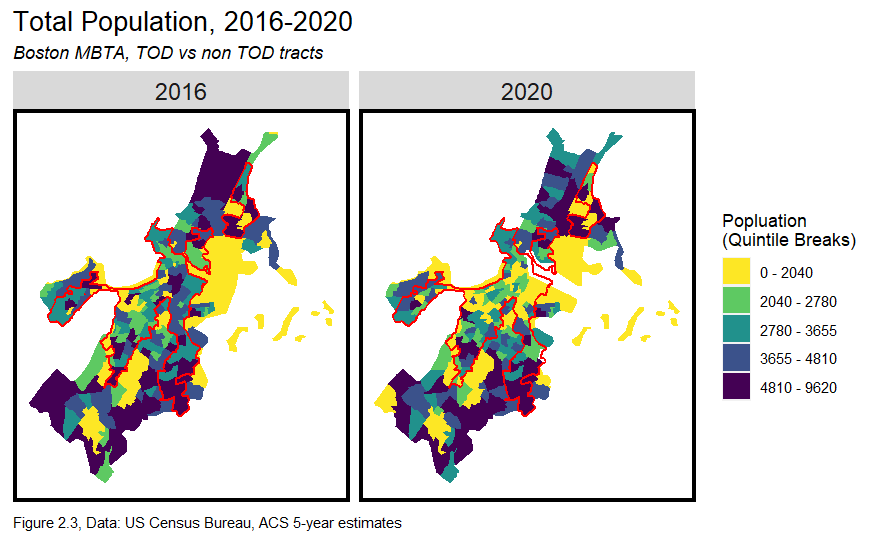 Total Population, 2016-2020
Boston MBTA, TOD vs non TOD tracts
2016
2020
Popluation
(Quintile Breaks)
0 - 2040
2040 - 2780
2780 - 3655
3655 - 4810
4810 - 9620
Figure 2.3, Data: US Census Bureau, ACS 5-year estimates